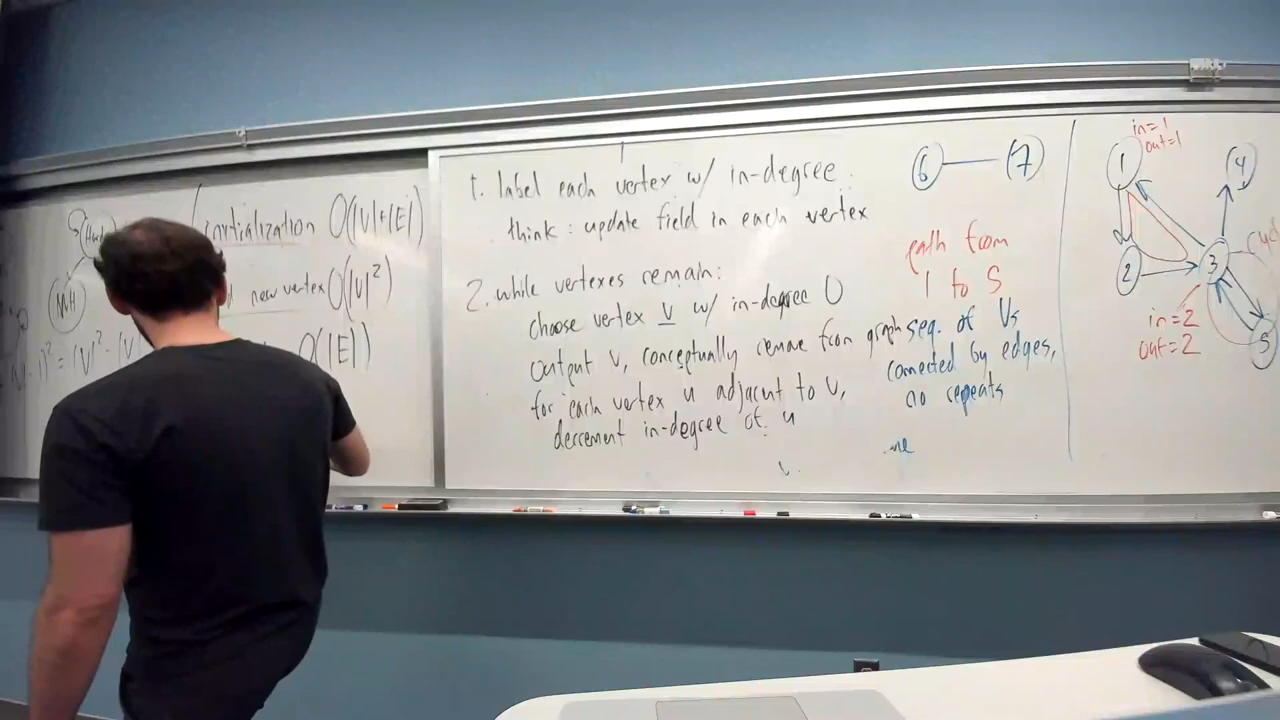 initialization O(|V|+|E|)
new vertex O(|V|²)
O(|E|)
1. label each vertex w/ in-degree
think: update field in each vertex
2. while vertexes remain:
choose vertex v w/ in-degree 0
output v, conceptually remove from graph
for each vertex u adjacent to v,
decrement in-degree of u
6
7
path from
1 to 5
seq. of Vs
connected by edges,
no repeats
in=1
out=1
1
4
2
3
in=2
out=2
5